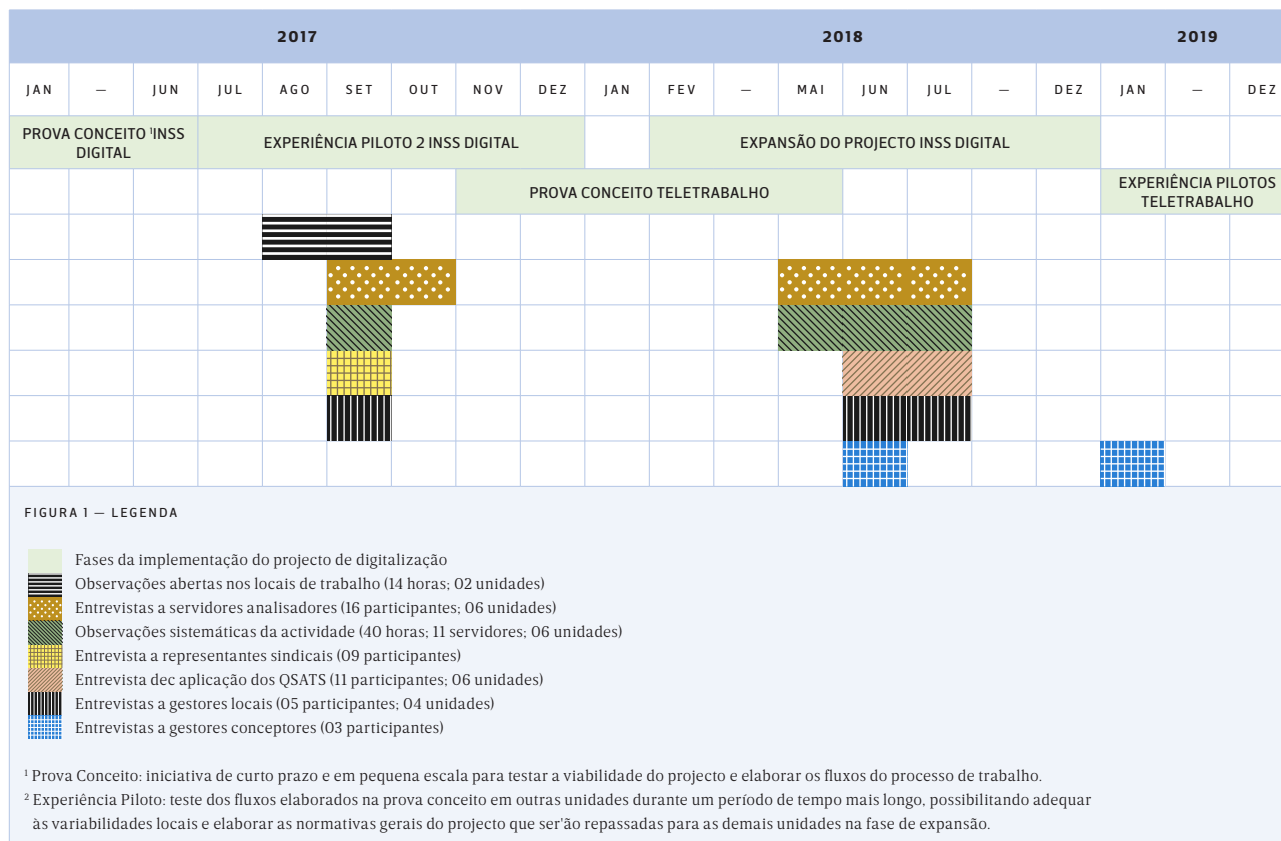 2017 2018 2019
JAN — JUN JUL AGO SET OUT NOV DEZ JAN FEV — MAI JUN JUL — DEZ JAN — DEZ
PROVA CONCEITO ¹INSS
DIGITAL
EXPERIÊNCIA PILOTO 2 INSS DIGITAL
EXPANSÃO DO PROJECTO INSS DIGITAL
PROVA CONCEITO TELETRABALHO
EXPERIÊNCIA PILOTOS
TELETRABALHO
FIGURA 1 — LEGENDA
Fases da implementação do projecto de digitalização
Observações abertas nos locais de trabalho (14 horas; 02 unidades)
Entrevistas a servidores analisadores (16 participantes; 06 unidades)
Observações sistemáticas da actividade (40 horas; 11 servidores; 06 unidades)
Entrevista a representantes sindicais (09 participantes)
Entrevista dec aplicação dos QSATS (11 participantes; 06 unidades)
Entrevistas a gestores locais (05 participantes; 04 unidades)
Entrevistas a gestores conceptores (03 participantes)
¹ Prova Conceito: iniciativa de curto prazo e em pequena escala para testar a viabilidade do projecto e elaborar os fluxos do processo de trabalho.
² Experiência Piloto: teste dos fluxos elaborados na prova conceito em outras unidades durante um período de tempo mais longo, possibilitando adequar
às variabilidades locais e elaborar as normativas gerais do projecto que ser'ão repassadas para as demais unidades na fase de expansão.